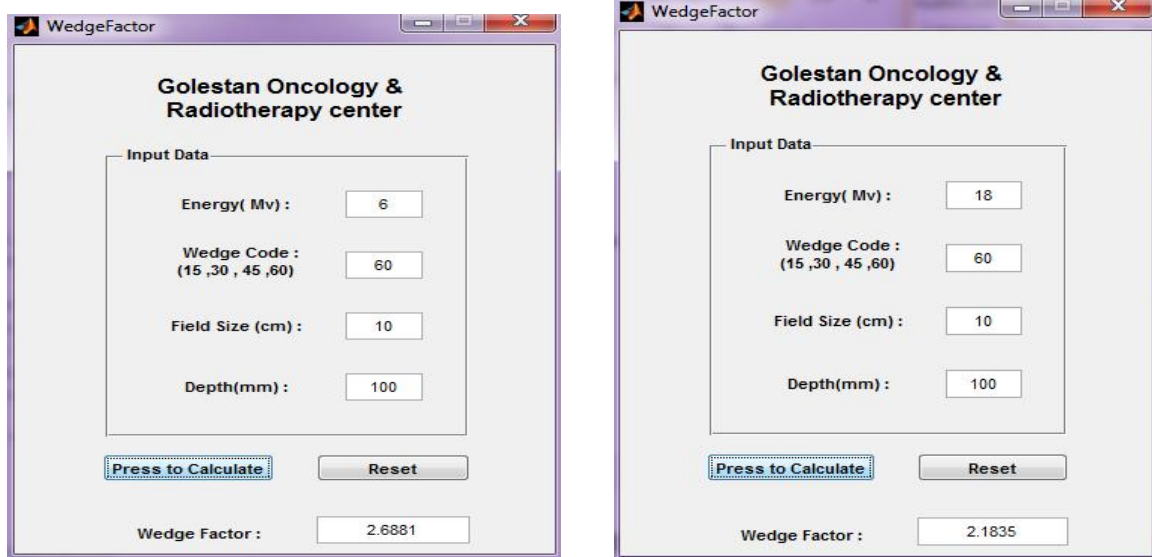 WedgeFactor
Golestan Oncology &
Radiotherapy center
Input Data
Energy( Mv) :
6
Wedge Code :
(15 ,30 , 45 ,60)
60
Field Size (cm) :
10
Depth(mm) :
100
Press to Calculate
Reset
Wedge Factor :
2.6881
WedgeFactor
Golestan Oncology &
Radiotherapy center
Input Data
Energy( Mv) :
18
Wedge Code :
(15 ,30 , 45 ,60)
60
Field Size (cm) :
10
Depth(mm) :
100
Press to Calculate
Reset
Wedge Factor :
2.1835